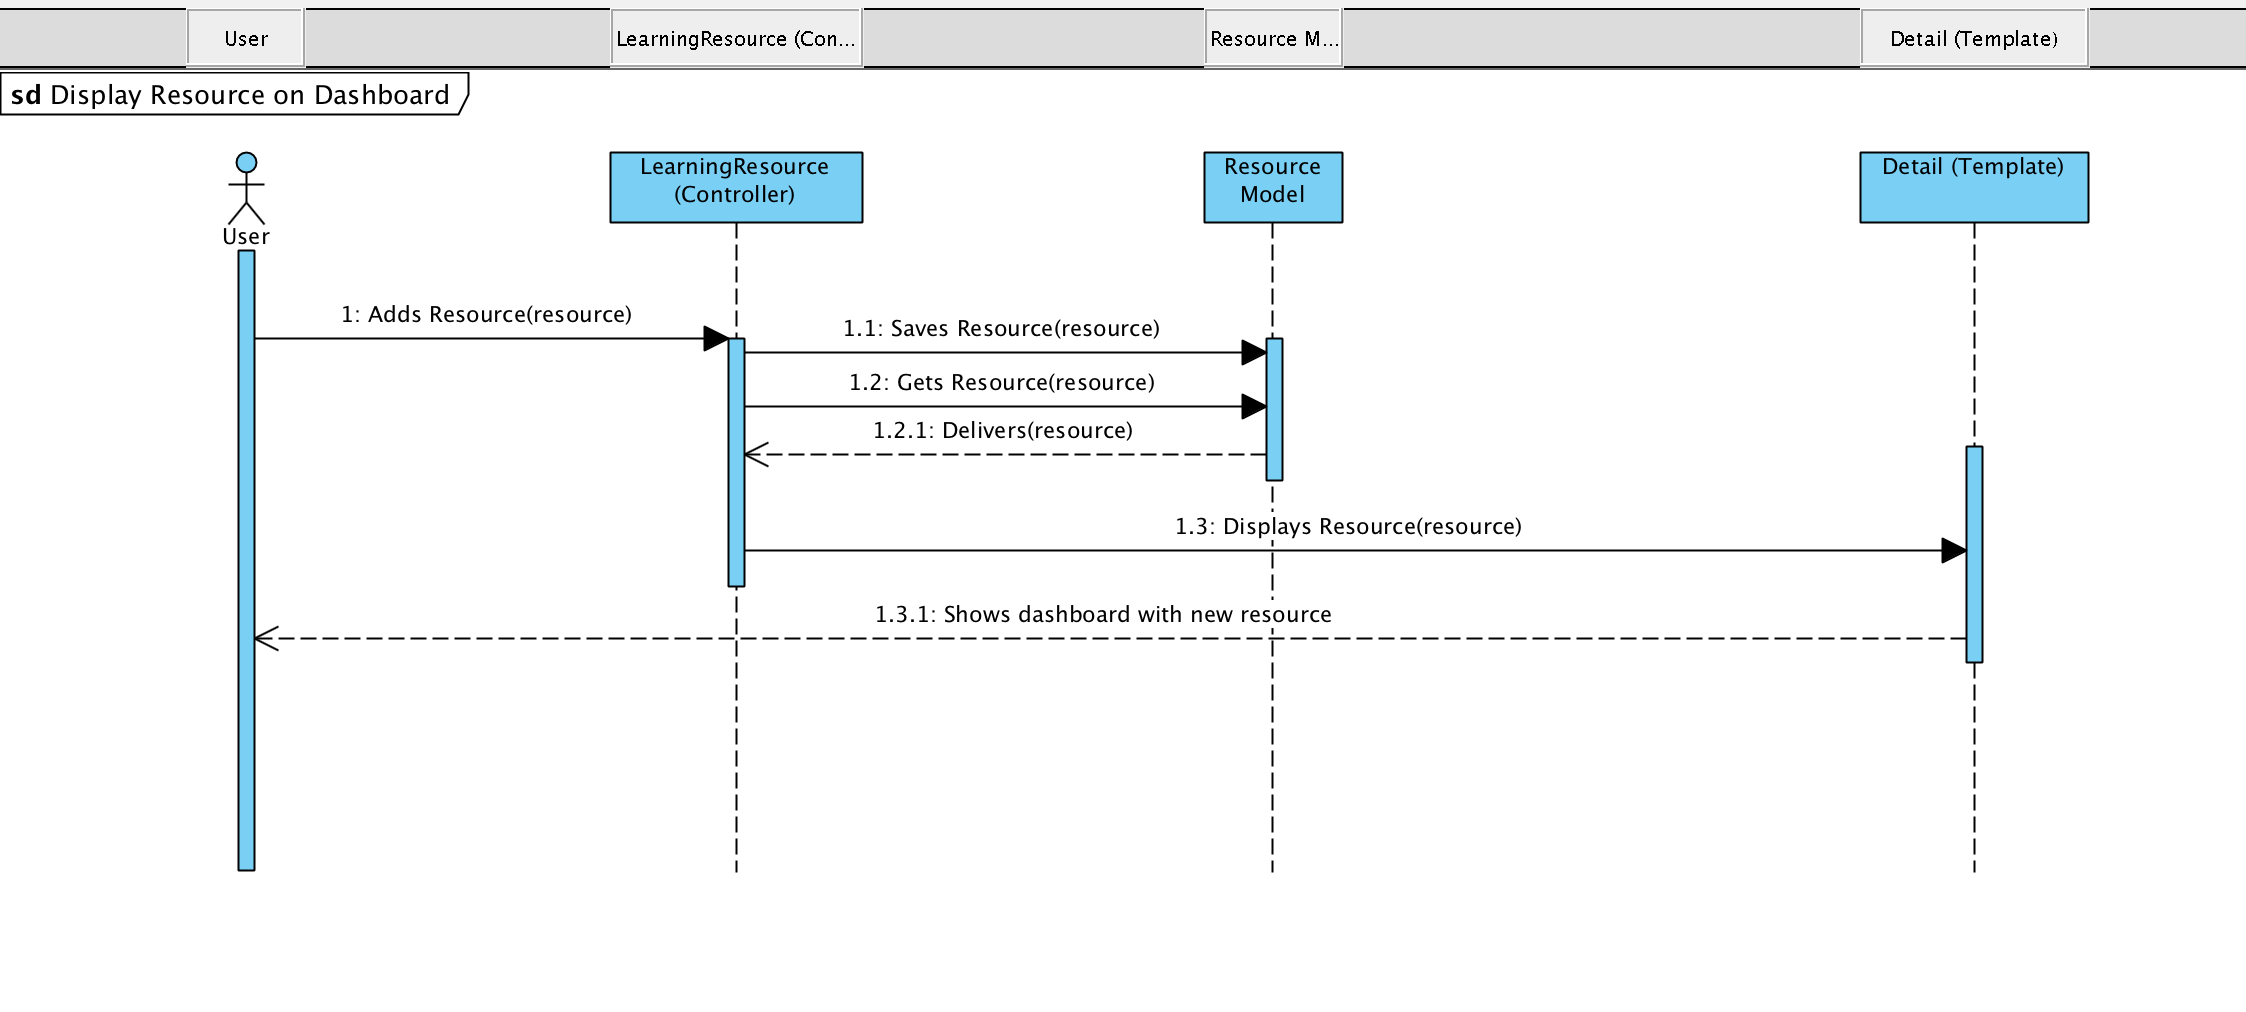 User
LearningResource (Con...
Resource M...
Detail (Template)
sd Display Resource on Dashboard
LearningResource
(Controller)
Resource
Model
Detail (Template)
User
1: Adds Resource(resource)
1.1: Saves Resource(resource)
1.2: Gets Resource(resource)
1.2.1: Delivers(resource)
1.3: Displays Resource(resource)
1.3.1: Shows dashboard with new resource